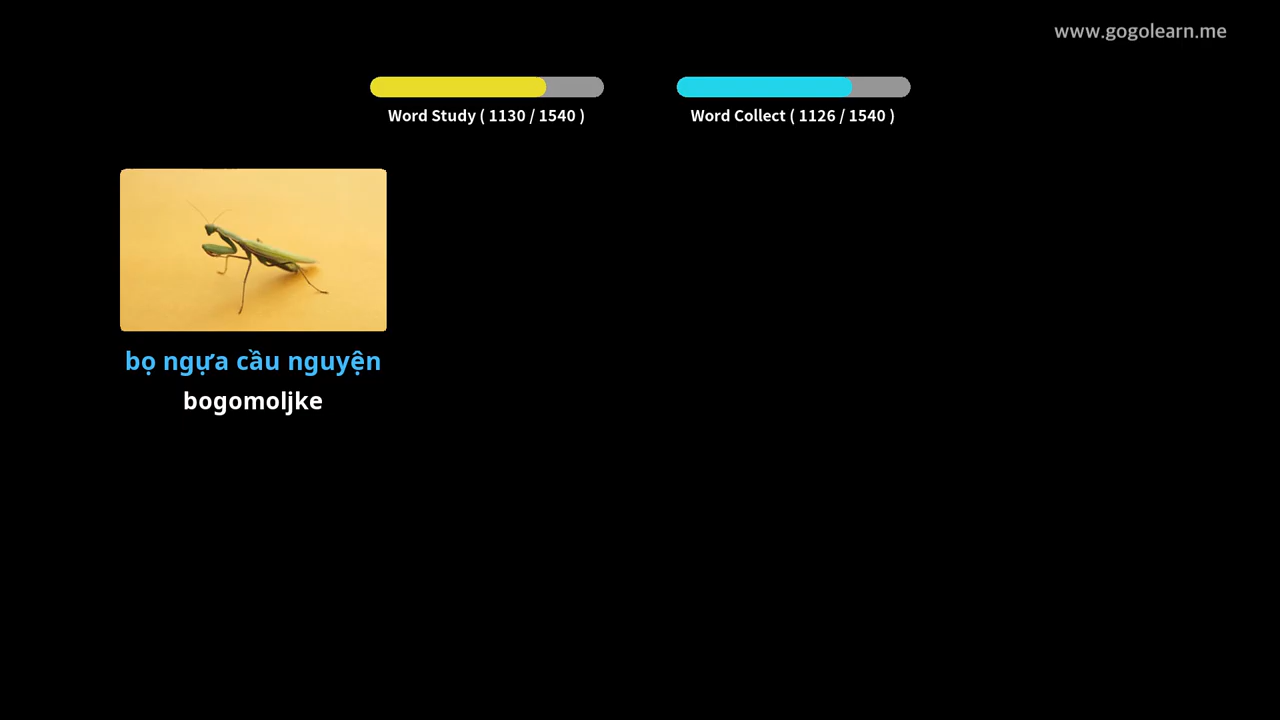 www.gogolearn.me
Word Study ( 1130 / 1540 )
Word Collect ( 1126 / 1540 )
bọ ngựa cầu nguyện
bogomoljke